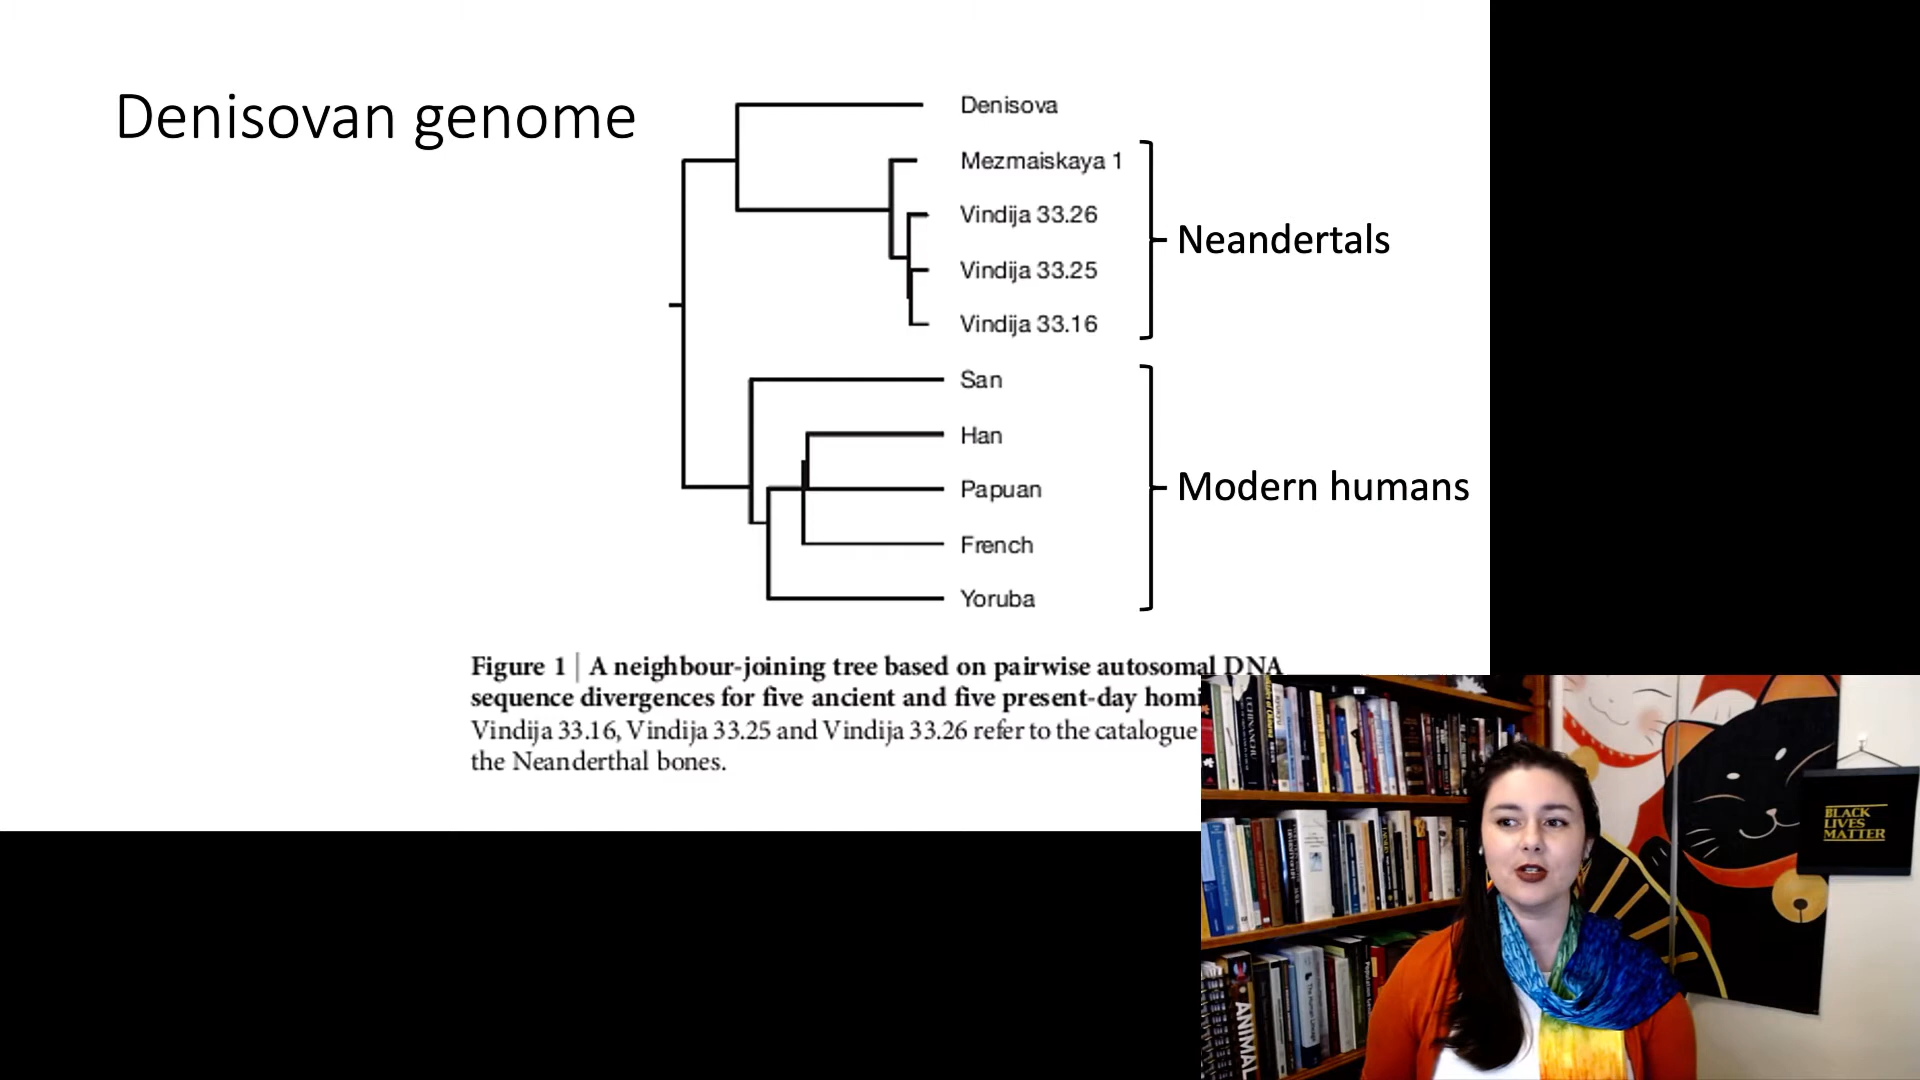 Denisovan genome
Denisova
Mezmaiskaya 1
Vindija 33.26
Vindija 33.25
Vindija 33.16
Neandertals
San
Han
Papuan
French
Yoruba
Modern humans
Figure 1 | A neighbour-joining tree based on pairwise autosomal DNA
sequence divergences for five ancient and five present-day
Vindija 33.16, Vindija 33.25 and Vindija 33.26 refer to the catalogue
the Neanderthal bones.
BLACK
LIVES
MATTER
ANIMAL